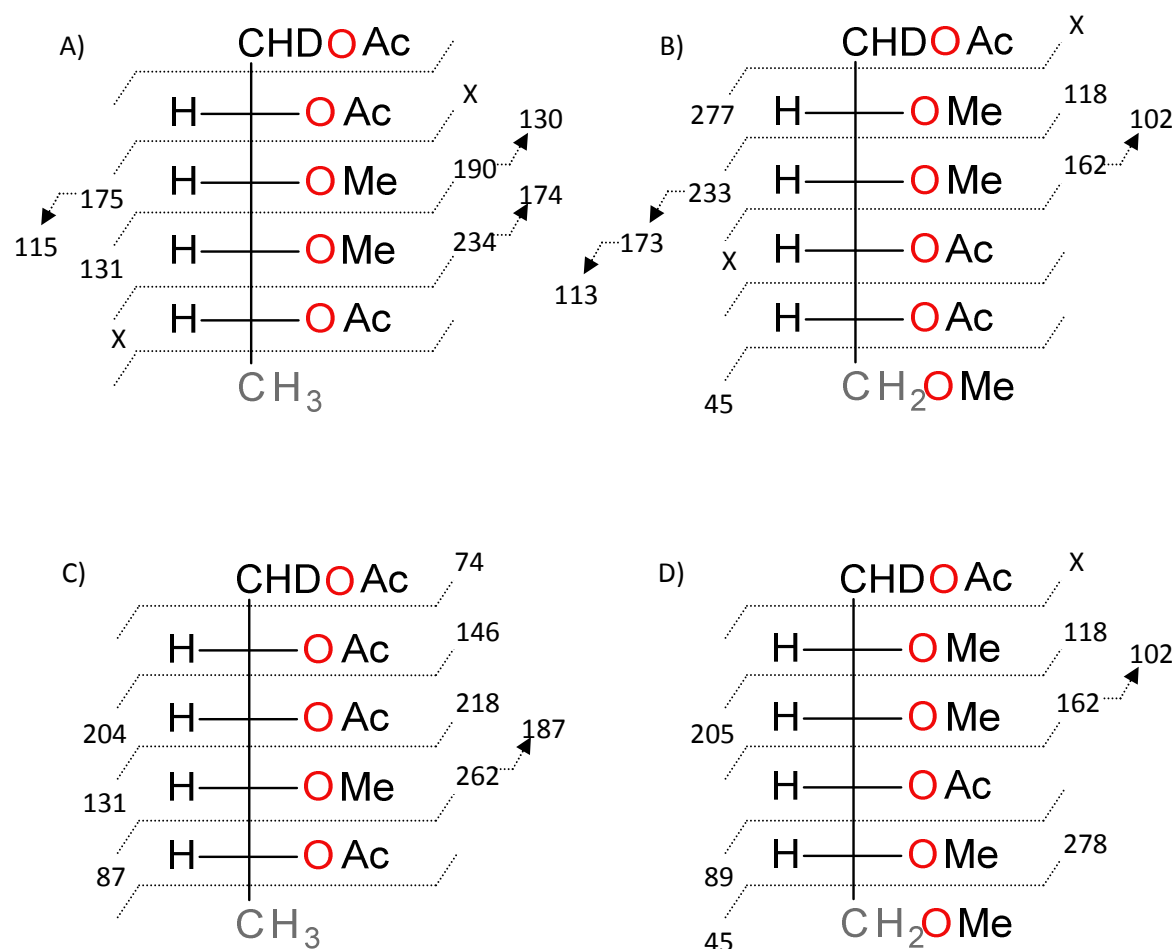 A)
CHDOAc
X
H OAc
130
190
H OMe
175
174
115
H OMe
234
131
H OAc
X
CH3
B)
CHDOAc
X
118
277
H OMe
102
162
H OMe
233
173
H OAc
X
113
H OAc
CH2OMe
45
C)
CHDOAc
74
146
H OAc
218
204
H OAc
187
262
H OMe
131
H OAc
87
CH3
D)
CHDOAc
X
118
H OMe
102
162
H OMe
205
H OAc
278
H OMe
89
CH2OMe
45